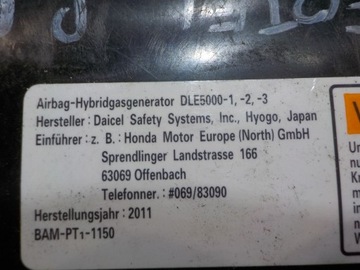 Airbag-Hybridgasgenerator DLE5000-1, -2, -3
Hersteller : Daicel Safety Systems, Inc., Hyogo, Japan
Einführer : z. B. : Honda Motor Europe (North) GmbH
Sprendlinger Landstrasse 166
63069 Offenbach
Telefonner. : #069/83090
Herstellungsjahr : 2011
BAM-PT₁-1150